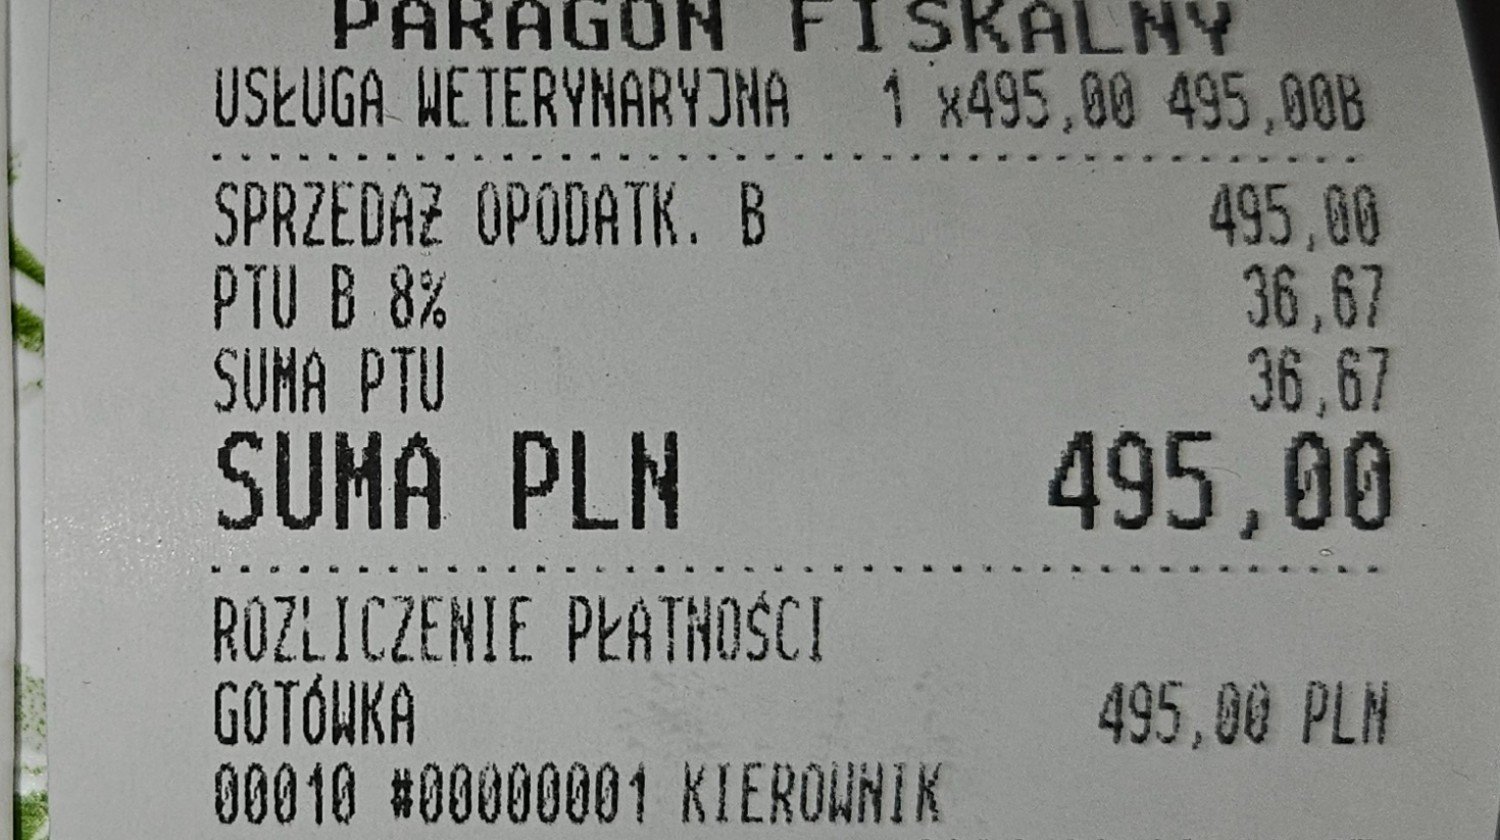 PARAGON FISKALNY
USŁUGA WETERYNARYJNA 1 x495,00 495,00B
SPRZEDAŻ OPODATK. B 495,00
PTU B 8% 36,67
SUMA PTU 36,67
SUMA PLN 495,00
ROZLICZENIE PŁATNOŚCI
GOTÓWKA 495,00 PLN
00010 #00000001 KIEROWNIK